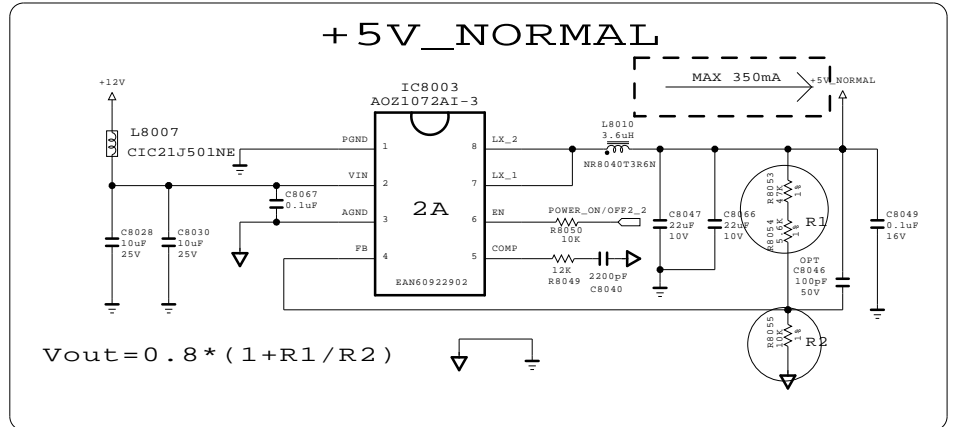 +5V_NORMAL
MAX 350mA
+5V_NORMAL
+12V
IC8003
AOZ1072AI-3
L8007
CIC21J501NE
L8010
3.6uH
NR8040T3R6N
PGND
1
8
LX_2
VIN
2
7
LX_1
AGND
3
6
EN
FB
4
5
COMP
2A
EAN60922902
C8067
0.1uF
C8028
10uF
25V
C8030
10uF
25V
POWER_ON/OFF2_2
R8050
10K
12K
R8049
2200pF
C8040
C8047
22uF
10V
C8066
22uF
10V
R8053
47K
1%
R8054
5.6K
1%
R1
C8049
0.1uF
16V
OPT
C8046
100pF
50V
R8055
10K
1%
R2
Vout=0.8*(1+R1/R2)